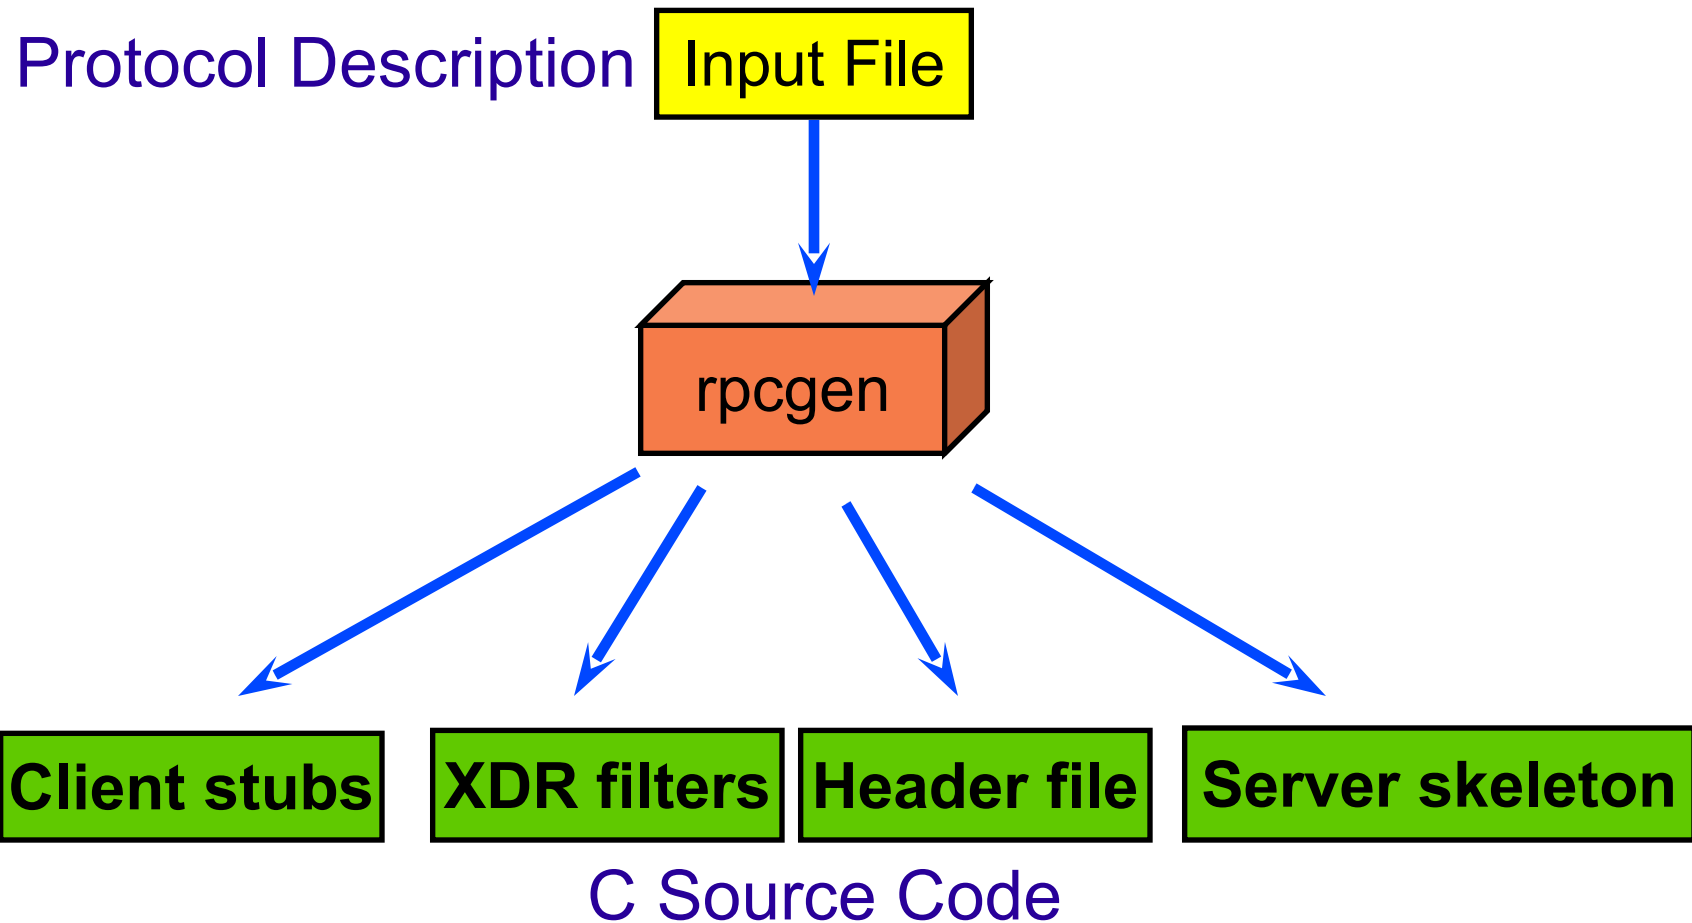 Protocol Description
Input File
rpcgen
Client stubs
XDR filters
Header file
Server skeleton
C Source Code